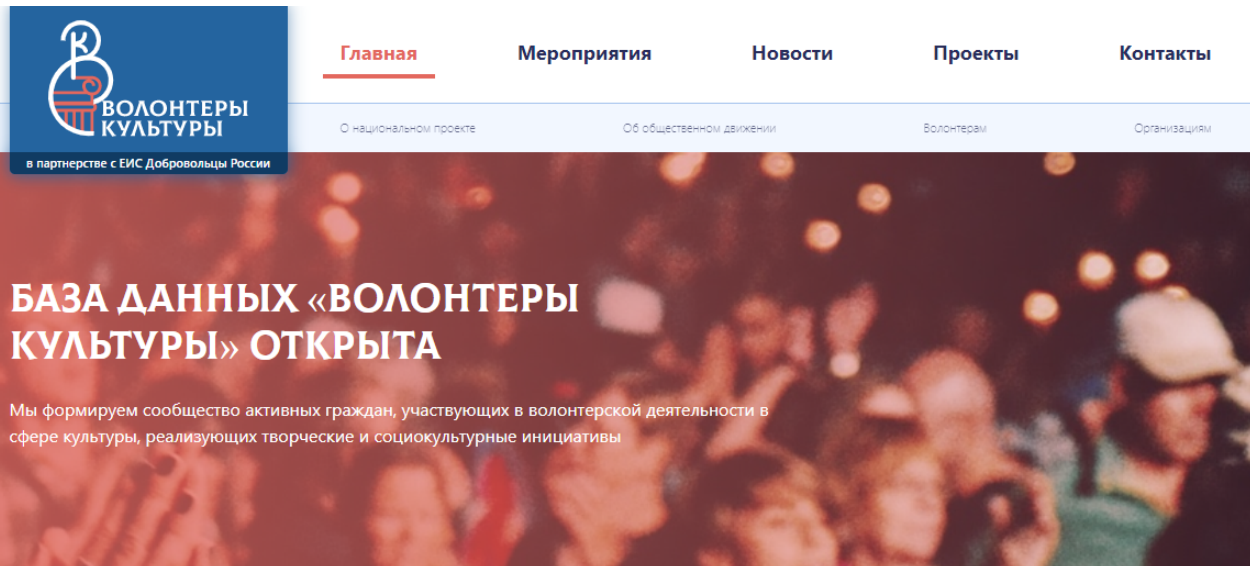 ВОЛОНТЕРЫ
КУЛЬТУРЫ
в партнерстве с ЕИС Добровольцы России
Главная Мероприятия Новости Проекты Контакты
О национальном проекте Об общественном движении Волонтерам Организациям
БАЗА ДАННЫХ «ВОЛОНТЕРЫ
КУЛЬТУРЫ» ОТКРЫТА
Мы формируем сообщество активных граждан, участвующих в волонтерской деятельности в
сфере культуры, реализующих творческие и социокультурные инициативы